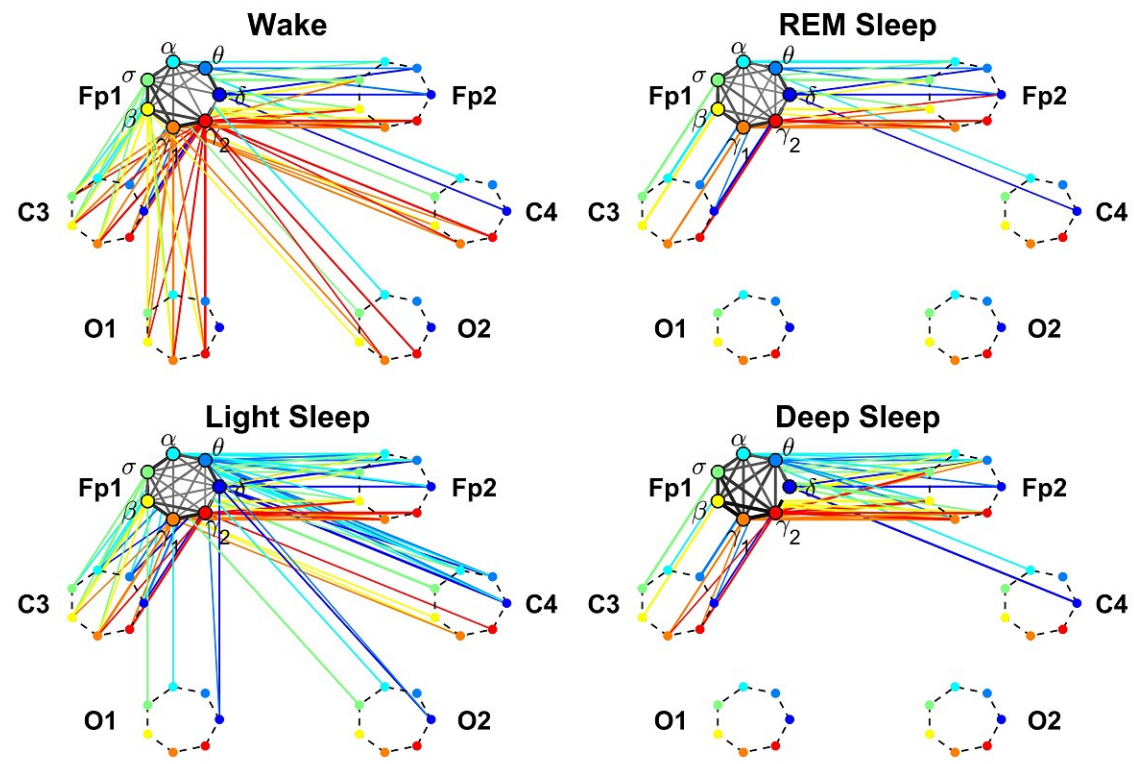 Wake
REM Sleep
α
θ
α
θ
σ
σ
Fp1
δ
Fp2
Fp1
δ
Fp2
β
β
γ1
γ2
γ1
γ2
C3
C4
C3
C4
O1
O2
O1
O2
Light Sleep
Deep Sleep
α
θ
α
θ
σ
σ
Fp1
δ
Fp2
Fp1
δ
Fp2
β
β
γ1
γ2
γ1
γ2
C3
C4
C3
C4
O1
O2
O1
O2